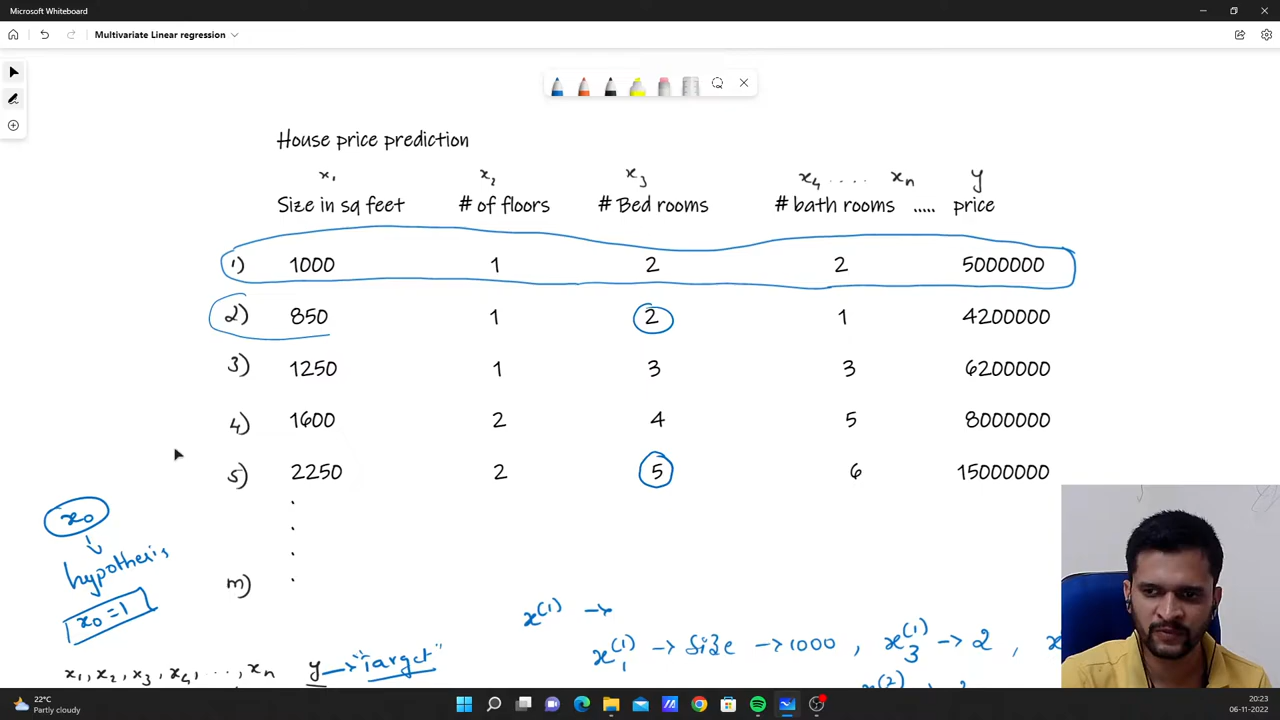 Microsoft Whiteboard
Multivariate Linear regression
House price prediction
x1 x2 x3 x4 ..... xn y
Size in sq feet # of floors # Bed rooms # bath rooms ..... price
1) 1000 1 2 2 5000000
2) 850 1 2 1 4200000
3) 1250 1 3 3 6200000
4) 1600 2 4 5 8000000
5) 2250 2 5 6 15000000
x0
hypothesis
x0 = 1
m)
x^(1) →
x1^(1) → Size → 1000 , x3^(1) → 2 ,
x1, x2, x3, x4, ..., xn y → "Target"
22°C
Partly cloudy
20:23
06-11-2022